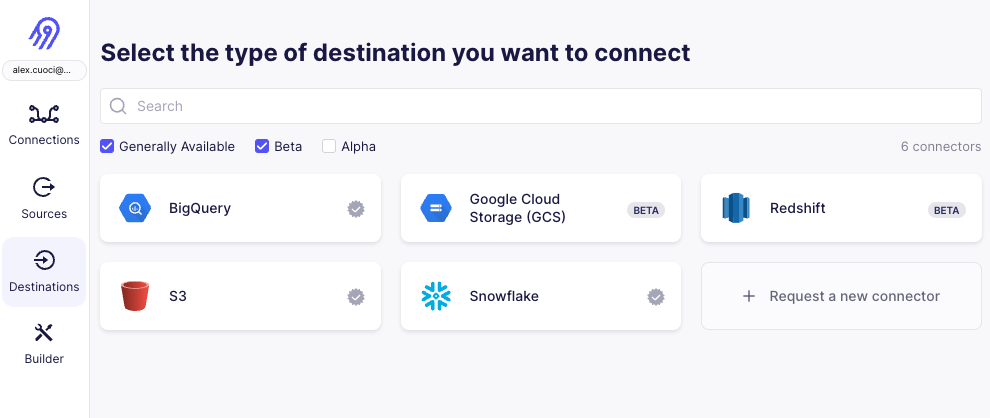 alex.cuoci@...
Connections
Sources
Destinations
Builder
Select the type of destination you want to connect
Search
Generally Available
Beta
Alpha
6 connectors
BigQuery
Google Cloud
Storage (GCS)
BETA
Redshift
BETA
S3
Snowflake
Request a new connector